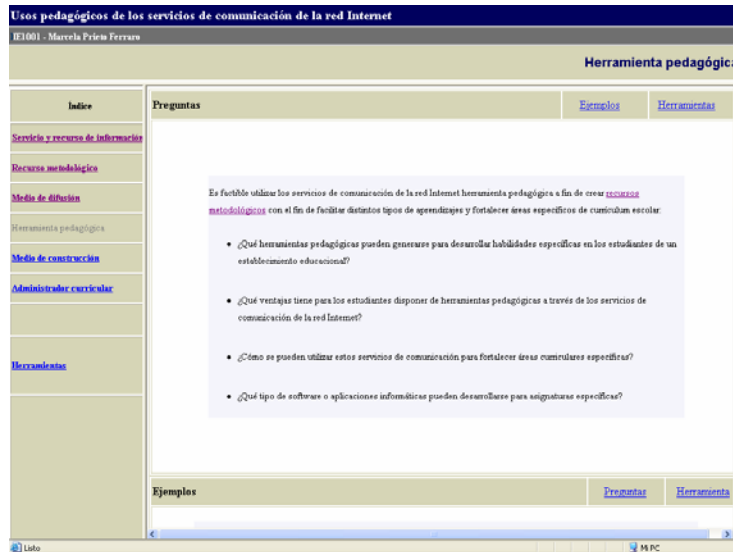 Usos pedagógicos de los servicios de comunicación de la red Internet
IE1001 - Marcela Prieto Ferraro
Herramienta pedagógica
Índice
Servicio y recurso de información
Recurso metodológico
Medio de difusión
Herramienta pedagógica
Medio de construcción
Administrador curricular
Herramientas
Preguntas
Ejemplos
Herramientas
Es factible utilizar los servicios de comunicación de la red Internet herramienta pedagógica a fin de crear recursos
metodológicos con el fin de facilitar distintos tipos de aprendizajes y fortalecer áreas específicos de curriculum escolar:
• ¿Qué herramientas pedagógicas pueden generarse para desarrollar habilidades específicas en los estudiantes de un
establecimiento educacional?
• ¿Qué ventajas tiene para los estudiantes disponer de herramientas pedagógicas a través de los servicios de
comunicación de la red Internet?
• ¿Cómo se pueden utilizar estos servicios de comunicación para fortalecer áreas curriculares específicas?
• ¿Qué tipo de software o aplicaciones informáticas pueden desarrollarse para asignaturas específicas?
Ejemplos
Preguntas
Herramienta
Listo
Mi PC